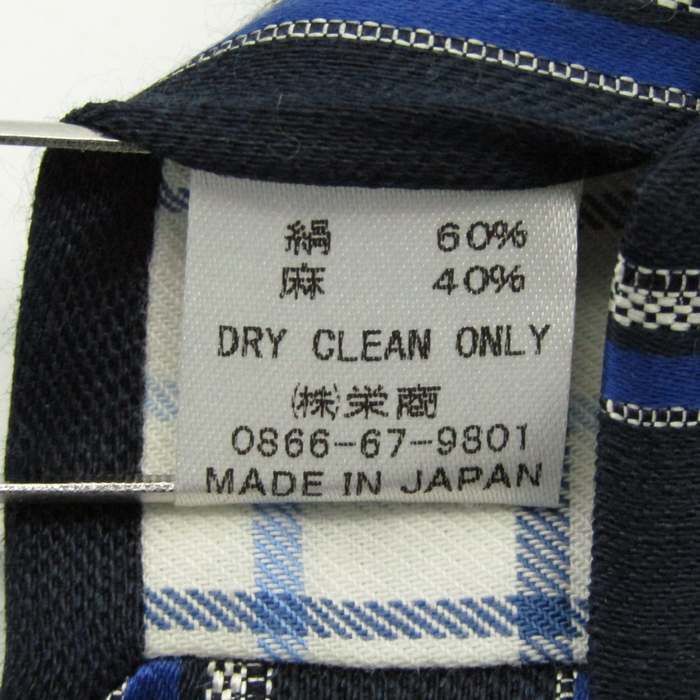 絹 60%
麻 40%
DRY CLEAN ONLY
㈱栄商
0866-67-9801
MADE IN JAPAN